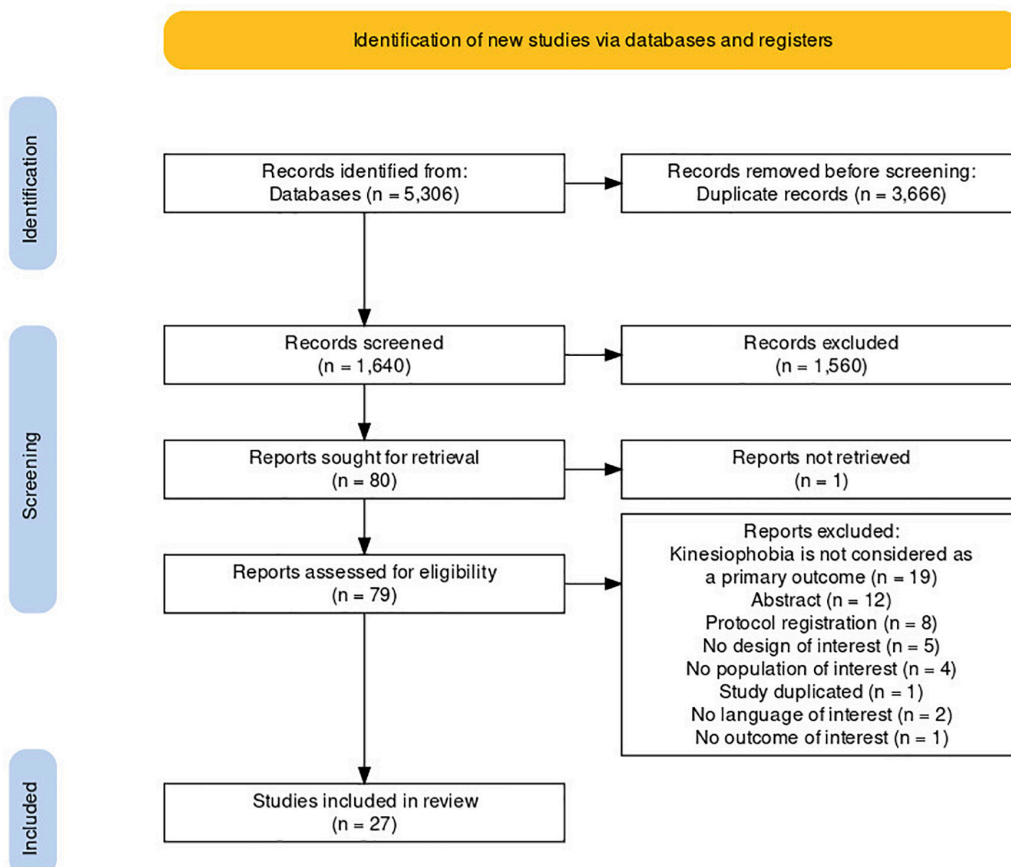 Identification of new studies via databases and registers
Identification
Records identified from:
Databases (n = 5,306)
Records removed before screening:
Duplicate records (n = 3,666)
Screening
Records screened
(n = 1,640)
Records excluded
(n = 1,560)
Reports sought for retrieval
(n = 80)
Reports not retrieved
(n = 1)
Reports assessed for eligibility
(n = 79)
Reports excluded:
Kinesiophobia is not considered as
a primary outcome (n = 19)
Abstract (n = 12)
Protocol registration (n = 8)
No design of interest (n = 5)
No population of interest (n = 4)
Study duplicated (n = 1)
No language of interest (n = 2)
No outcome of interest (n = 1)
Included
Studies included in review
(n = 27)